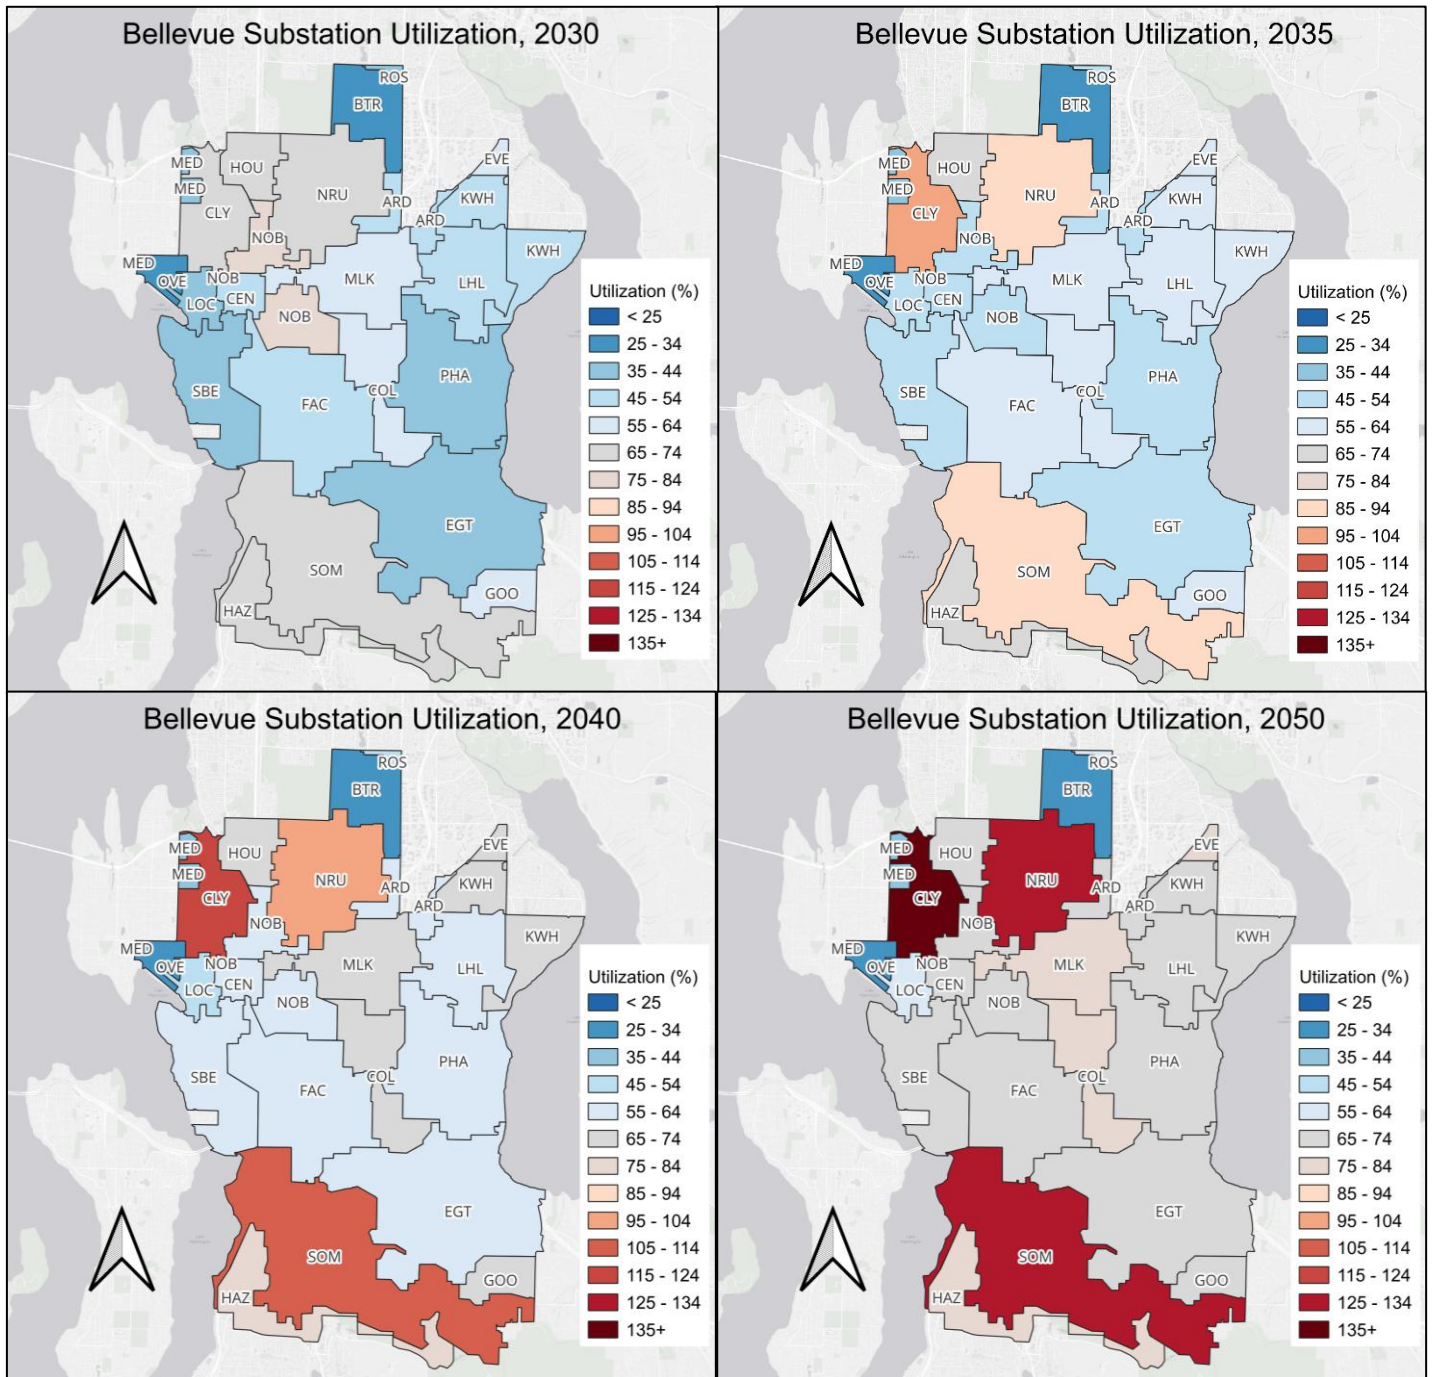 Bellevue Substation Utilization, 2030
ROS
BTR
MED
HOU
EVE
MED
NRU
KWH
CLY
ARD
ARD
NOB
KWH
MED
OVE
NOB
MLK
LHL
LOC
CEN
NOB
PHA
SBE
COL
FAC
EGT
SOM
GOO
HAZ
Utilization (%)
< 25
25 - 34
35 - 44
45 - 54
55 - 64
65 - 74
75 - 84
85 - 94
95 - 104
105 - 114
115 - 124
125 - 134
135+
Bellevue Substation Utilization, 2035
ROS
BTR
MED
HOU
EVE
MED
NRU
KWH
CLY
ARD
ARD
NOB
KWH
MED
OVE
NOB
MLK
LHL
LOC
CEN
NOB
PHA
SBE
COL
FAC
EGT
SOM
GOO
HAZ
Utilization (%)
< 25
25 - 34
35 - 44
45 - 54
55 - 64
65 - 74
75 - 84
85 - 94
95 - 104
105 - 114
115 - 124
125 - 134
135+
Bellevue Substation Utilization, 2040
ROS
BTR
MED
HOU
EVE
MED
NRU
KWH
CLY
ARD
ARD
NOB
KWH
MED
OVE
NOB
MLK
LHL
LOC
CEN
NOB
PHA
SBE
COL
FAC
EGT
SOM
GOO
HAZ
Utilization (%)
< 25
25 - 34
35 - 44
45 - 54
55 - 64
65 - 74
75 - 84
85 - 94
95 - 104
105 - 114
115 - 124
125 - 134
135+
Bellevue Substation Utilization, 2050
ROS
BTR
MED
HOU
EVE
MED
NRU
KWH
CLY
ARD
ARD
NOB
KWH
MED
OVE
NOB
MLK
LHL
LOC
CEN
NOB
PHA
SBE
COL
FAC
EGT
SOM
GOO
HAZ
Utilization (%)
< 25
25 - 34
35 - 44
45 - 54
55 - 64
65 - 74
75 - 84
85 - 94
95 - 104
105 - 114
115 - 124
125 - 134
135+